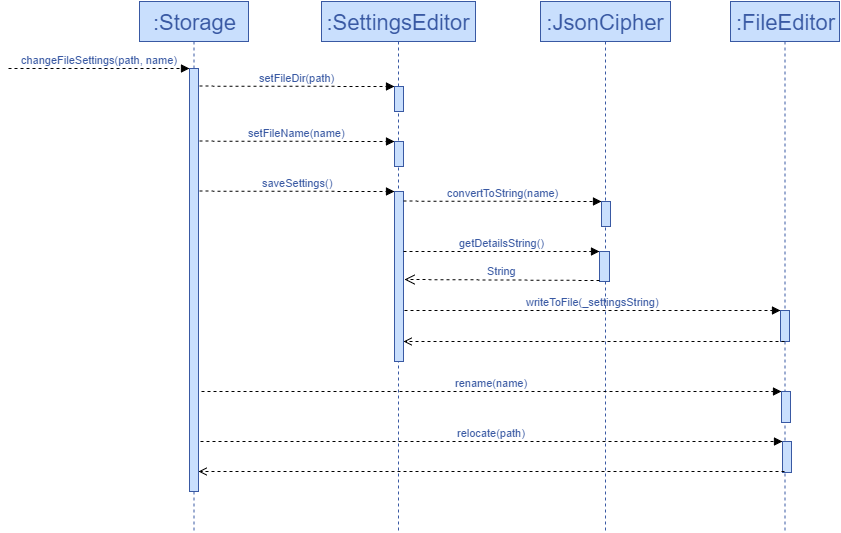 :Storage
:SettingsEditor
:JsonCipher
:FileEditor
changeFileSettings(path, name)
setFileDir(path)
setFileName(name)
saveSettings()
convertToString(name)
getDetailsString()
String
writeToFile(_settingsString)
rename(name)
relocate(path)